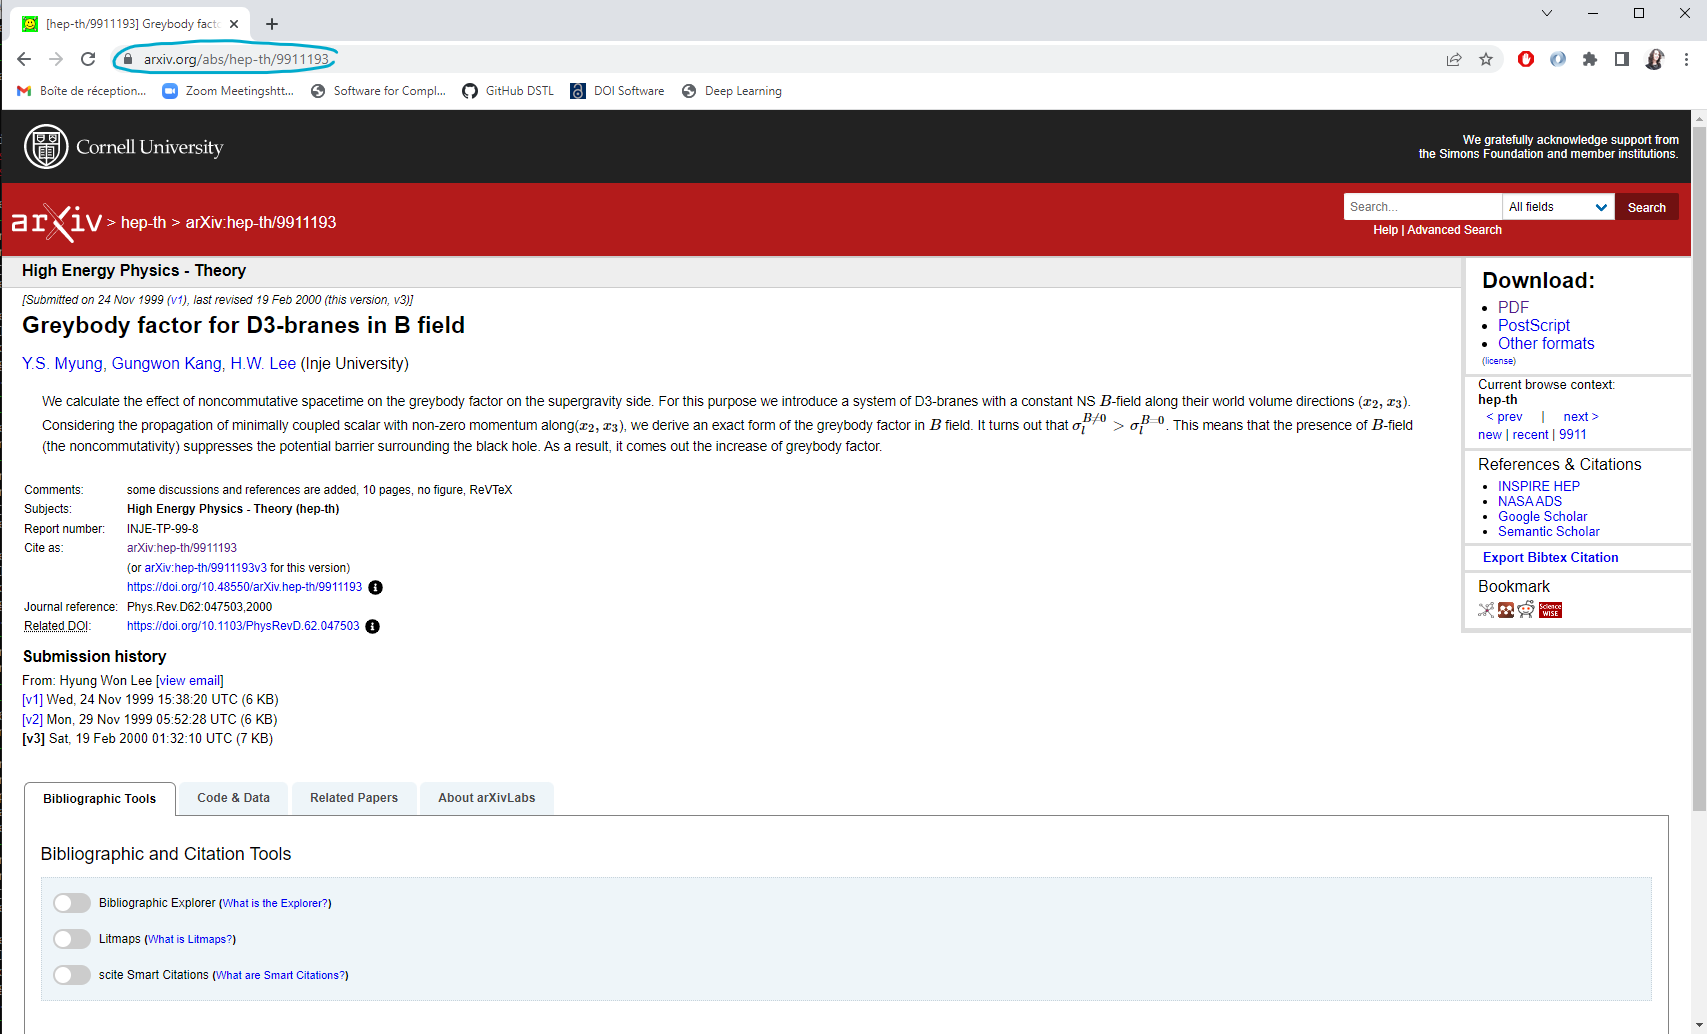 [hep-th/9911193] Greybody fact
arxiv.org/abs/hep-th/9911193
Boîte de réception... Zoom Meetingshtt... Software for Compl... GitHub DSTL DOI Software Deep Learning
Cornell University
We gratefully acknowledge support from
the Simons Foundation and member institutions.
arXiv > hep-th > arXiv:hep-th/9911193
Search... All fields Search
Help | Advanced Search
High Energy Physics - Theory
[Submitted on 24 Nov 1999 (v1), last revised 19 Feb 2000 (this version, v3)]
Greybody factor for D3-branes in B field
Y.S. Myung, Gungwon Kang, H.W. Lee (Inje University)
We calculate the effect of noncommutative spacetime on the greybody factor on the supergravity side. For this purpose we introduce a system of D3-branes with a constant NS B-field along their world volume directions (x₂, x₃).
Considering the propagation of minimally coupled scalar with non-zero momentum along(x₂, x₃), we derive an exact form of the greybody factor in B field. It turns out that σ_l^{B≠0} > σ_l^{B=0}. This means that the presence of B-field
(the noncommutativity) suppresses the potential barrier surrounding the black hole. As a result, it comes out the increase of greybody factor.
Comments: some discussions and references are added, 10 pages, no figure, ReVTeX
Subjects: High Energy Physics - Theory (hep-th)
Report number: INJE-TP-99-8
Cite as: arXiv:hep-th/9911193
(or arXiv:hep-th/9911193v3 for this version)
https://doi.org/10.48550/arXiv.hep-th/9911193
Journal reference: Phys.Rev.D62:047503,2000
Related DOI: https://doi.org/10.1103/PhysRevD.62.047503
Submission history
From: Hyung Won Lee [view email]
[v1] Wed, 24 Nov 1999 15:38:20 UTC (6 KB)
[v2] Mon, 29 Nov 1999 05:52:28 UTC (6 KB)
[v3] Sat, 19 Feb 2000 01:32:10 UTC (7 KB)
Bibliographic Tools Code & Data Related Papers About arXivLabs
Bibliographic and Citation Tools
Bibliographic Explorer (What is the Explorer?)
Litmaps (What is Litmaps?)
scite Smart Citations (What are Smart Citations?)
Download:
PDF
PostScript
Other formats
(license)
Current browse context:
hep-th
< prev | next >
new | recent | 9911
References & Citations
INSPIRE HEP
NASA ADS
Google Scholar
Semantic Scholar
Export Bibtex Citation
Bookmark
Science
WISE